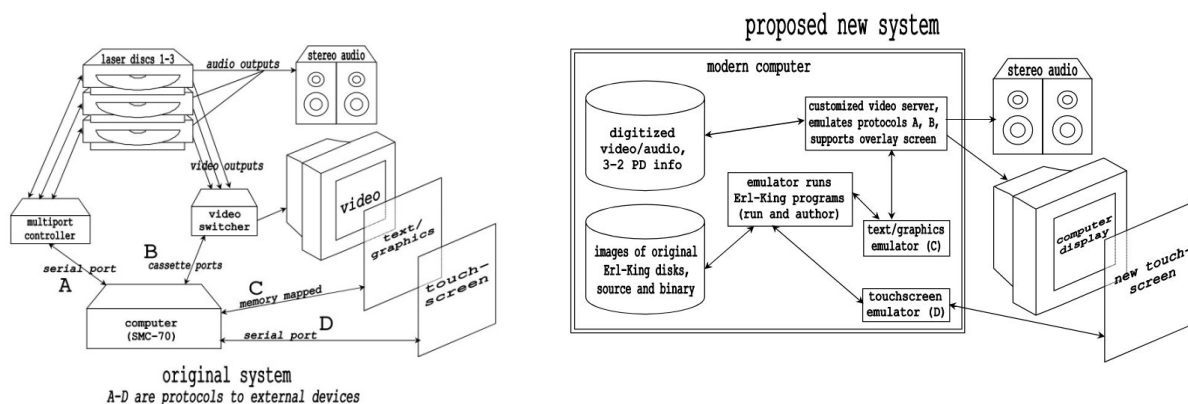 laser discs 1-3
audio outputs
stereo audio
video outputs
multiport
controller
video
switcher
video
text/
graphics
touch-
screen
serial port
A
B
cassette ports
C
memory mapped
computer
(SMC-70)
serial port
D
original system
A-D are protocols to external devices
proposed new system
modern computer
stereo audio
digitized
video/audio,
3-2 PD info
customized video server,
emulates protocols A, B,
supports overlay screen
emulator runs
Erl-King programs
(run and author)
text/graphics
emulator (C)
images of original
Erl-King disks,
source and binary
touchscreen
emulator (D)
computer
display
new touch-
screen